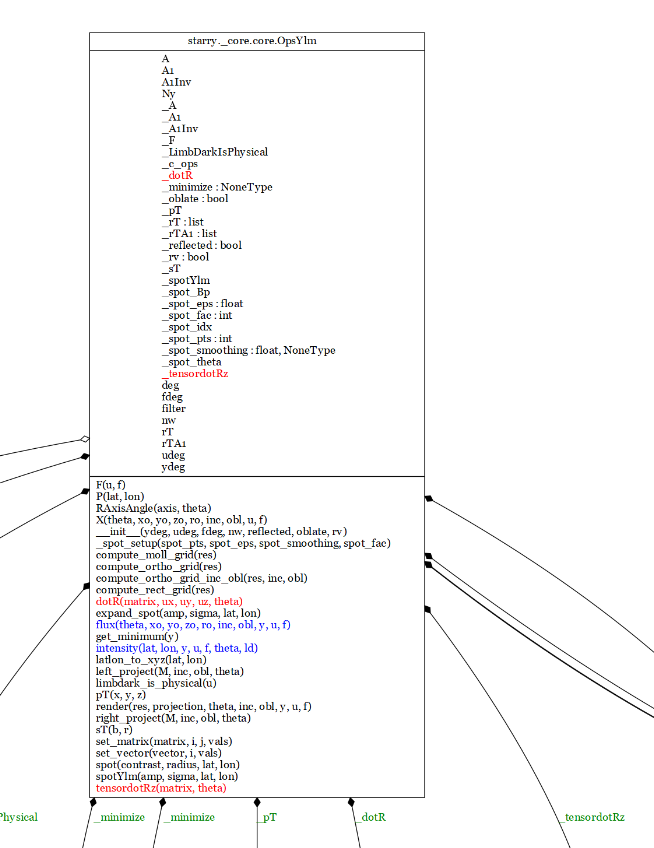 starry._core.core.OpsYlm
A
A1
A1Inv
Ny
_A
_A1
_A1Inv
_F
_LimbDarkIsPhysical
_c_ops
_dotR
_minimize : NoneType
_oblate : bool
_pT
_rT : list
_rTA1 : list
_reflected : bool
_rv : bool
_sT
_spotYlm
_spot_Bp
_spot_eps : float
_spot_fac : int
_spot_idx
_spot_pts : int
_spot_smoothing : float, NoneType
_spot_theta
_tensordotRz
deg
fdeg
filter
nw
rT
rTA1
udeg
ydeg
F(u, f)
P(lat, lon)
RAxisAngle(axis, theta)
X(theta, xo, yo, zo, ro, inc, obl, u, f)
__init__(ydeg, udeg, fdeg, nw, reflected, oblate, rv)
_spot_setup(spot_pts, spot_eps, spot_smoothing, spot_fac)
compute_moll_grid(res)
compute_ortho_grid(res)
compute_ortho_grid_inc_obl(res, inc, obl)
compute_rect_grid(res)
dotR(matrix, ux, uy, uz, theta)
expand_spot(amp, sigma, lat, lon)
flux(theta, xo, yo, zo, ro, inc, obl, y, u, f)
get_minimum(y)
intensity(lat, lon, y, u, f, theta, ld)
latlon_to_xyz(lat, lon)
left_project(M, inc, obl, theta)
limbdark_is_physical(u)
pT(x, y, z)
render(res, projection, theta, inc, obl, y, u, f)
right_project(M, inc, obl, theta)
sT(b, r)
set_matrix(matrix, i, j, vals)
set_vector(vector, i, vals)
spot(contrast, radius, lat, lon)
spotYlm(amp, sigma, lat, lon)
tensordotRz(matrix, theta)
Physical _minimize _minimize _pT _dotR _tensordotRz